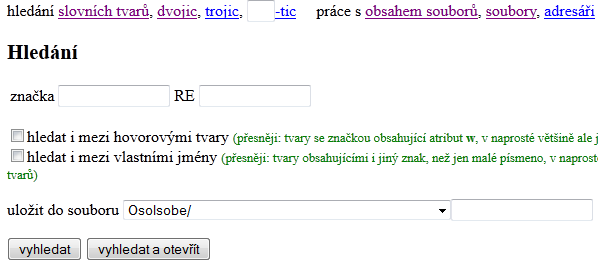 hledání slovních tvarů, dvojic, trojic, -tic práce s obsahem souborů, soubory, adresáři
Hledání
značka RE
hledat i mezi hovorovými tvary (přesněji: tvary se značkou obsahující atribut w, v naprosté většině ale j
hledat i mezi vlastními jmény (přesněji: tvary obsahujícími i jiný znak, než jen malé písmeno, v naprosté
tvarů)
uložit do souboru Osolsobe/
vyhledat vyhledat a otevřít